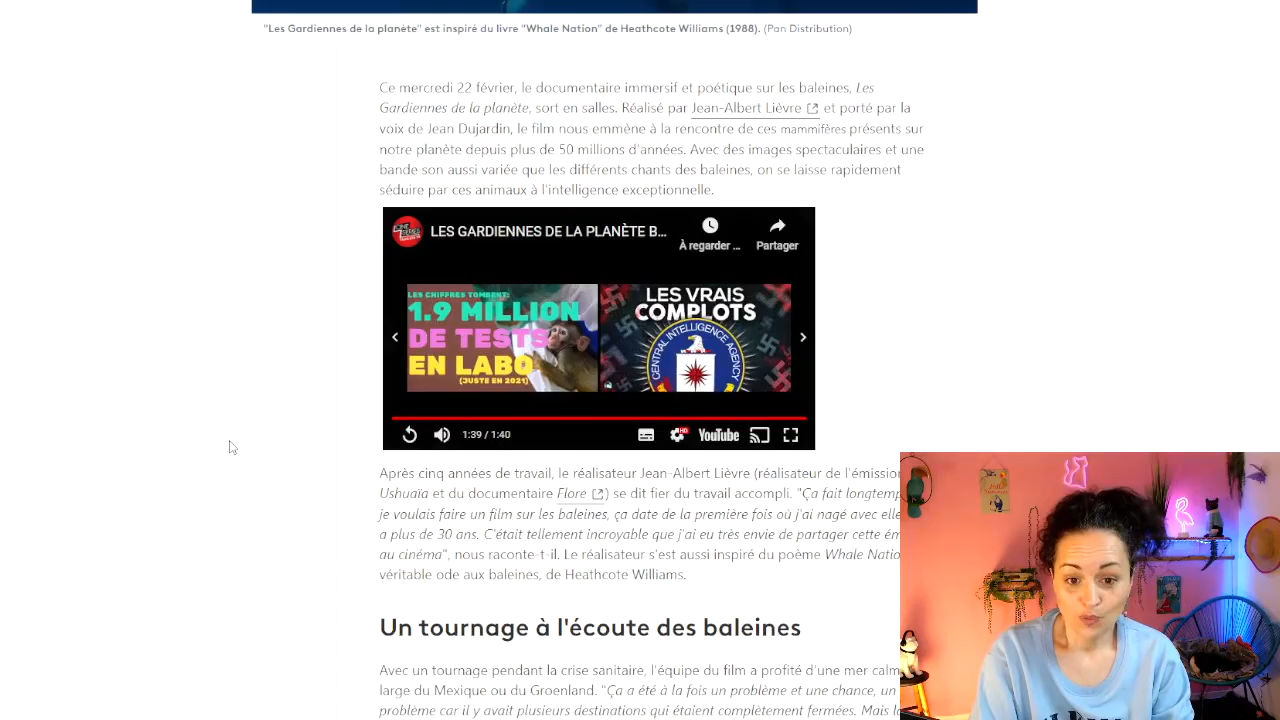 "Les Gardiennes de la planète" est inspiré du livre "Whale Nation" de Heathcote Williams (1988). (Pan Distribution)
Ce mercredi 22 février, le documentaire immersif et poétique sur les baleines, Les
Gardiennes de la planète, sort en salles. Réalisé par Jean-Albert Lièvre et porté par la
voix de Jean Dujardin, le film nous emmène à la rencontre de ces mammifères présents sur
notre planète depuis plus de 50 millions d'années. Avec des images spectaculaires et une
bande son aussi variée que les différents chants des baleines, on se laisse rapidement
séduire par ces animaux à l'intelligence exceptionnelle.
LES GARDIENNES DE LA PLANÈTE B...
À regarder ...
Partager
LES CHIFFRES TOMBENT:
1.9 MILLION
DE TESTS
EN LABO
(JUSTE EN 2021)
LES VRAIS
COMPLOTS
CENTRAL INTELLIGENCE AGENCY
1:39 / 1:40
HD
YouTube
Après cinq années de travail, le réalisateur Jean-Albert Lièvre (réalisateur de l'émission
Ushuaïa et du documentaire Flore) se dit fier du travail accompli. "Ça fait longtemp
je voulais faire un film sur les baleines, ça date de la première fois où j'ai nagé avec elle
a plus de 30 ans. C'était tellement incroyable que j'ai eu très envie de partager cette ém
au cinéma", nous raconte-t-il. Le réalisateur s'est aussi inspiré du poème Whale Natio
véritable ode aux baleines, de Heathcote Williams.
Un tournage à l'écoute des baleines
Avec un tournage pendant la crise sanitaire, l'équipe du film a profité d'une mer calm
large du Mexique ou du Groenland. "Ça a été à la fois un problème et une chance, un
problème car il y avait plusieurs destinations qui étaient complètement fermées. Mais l